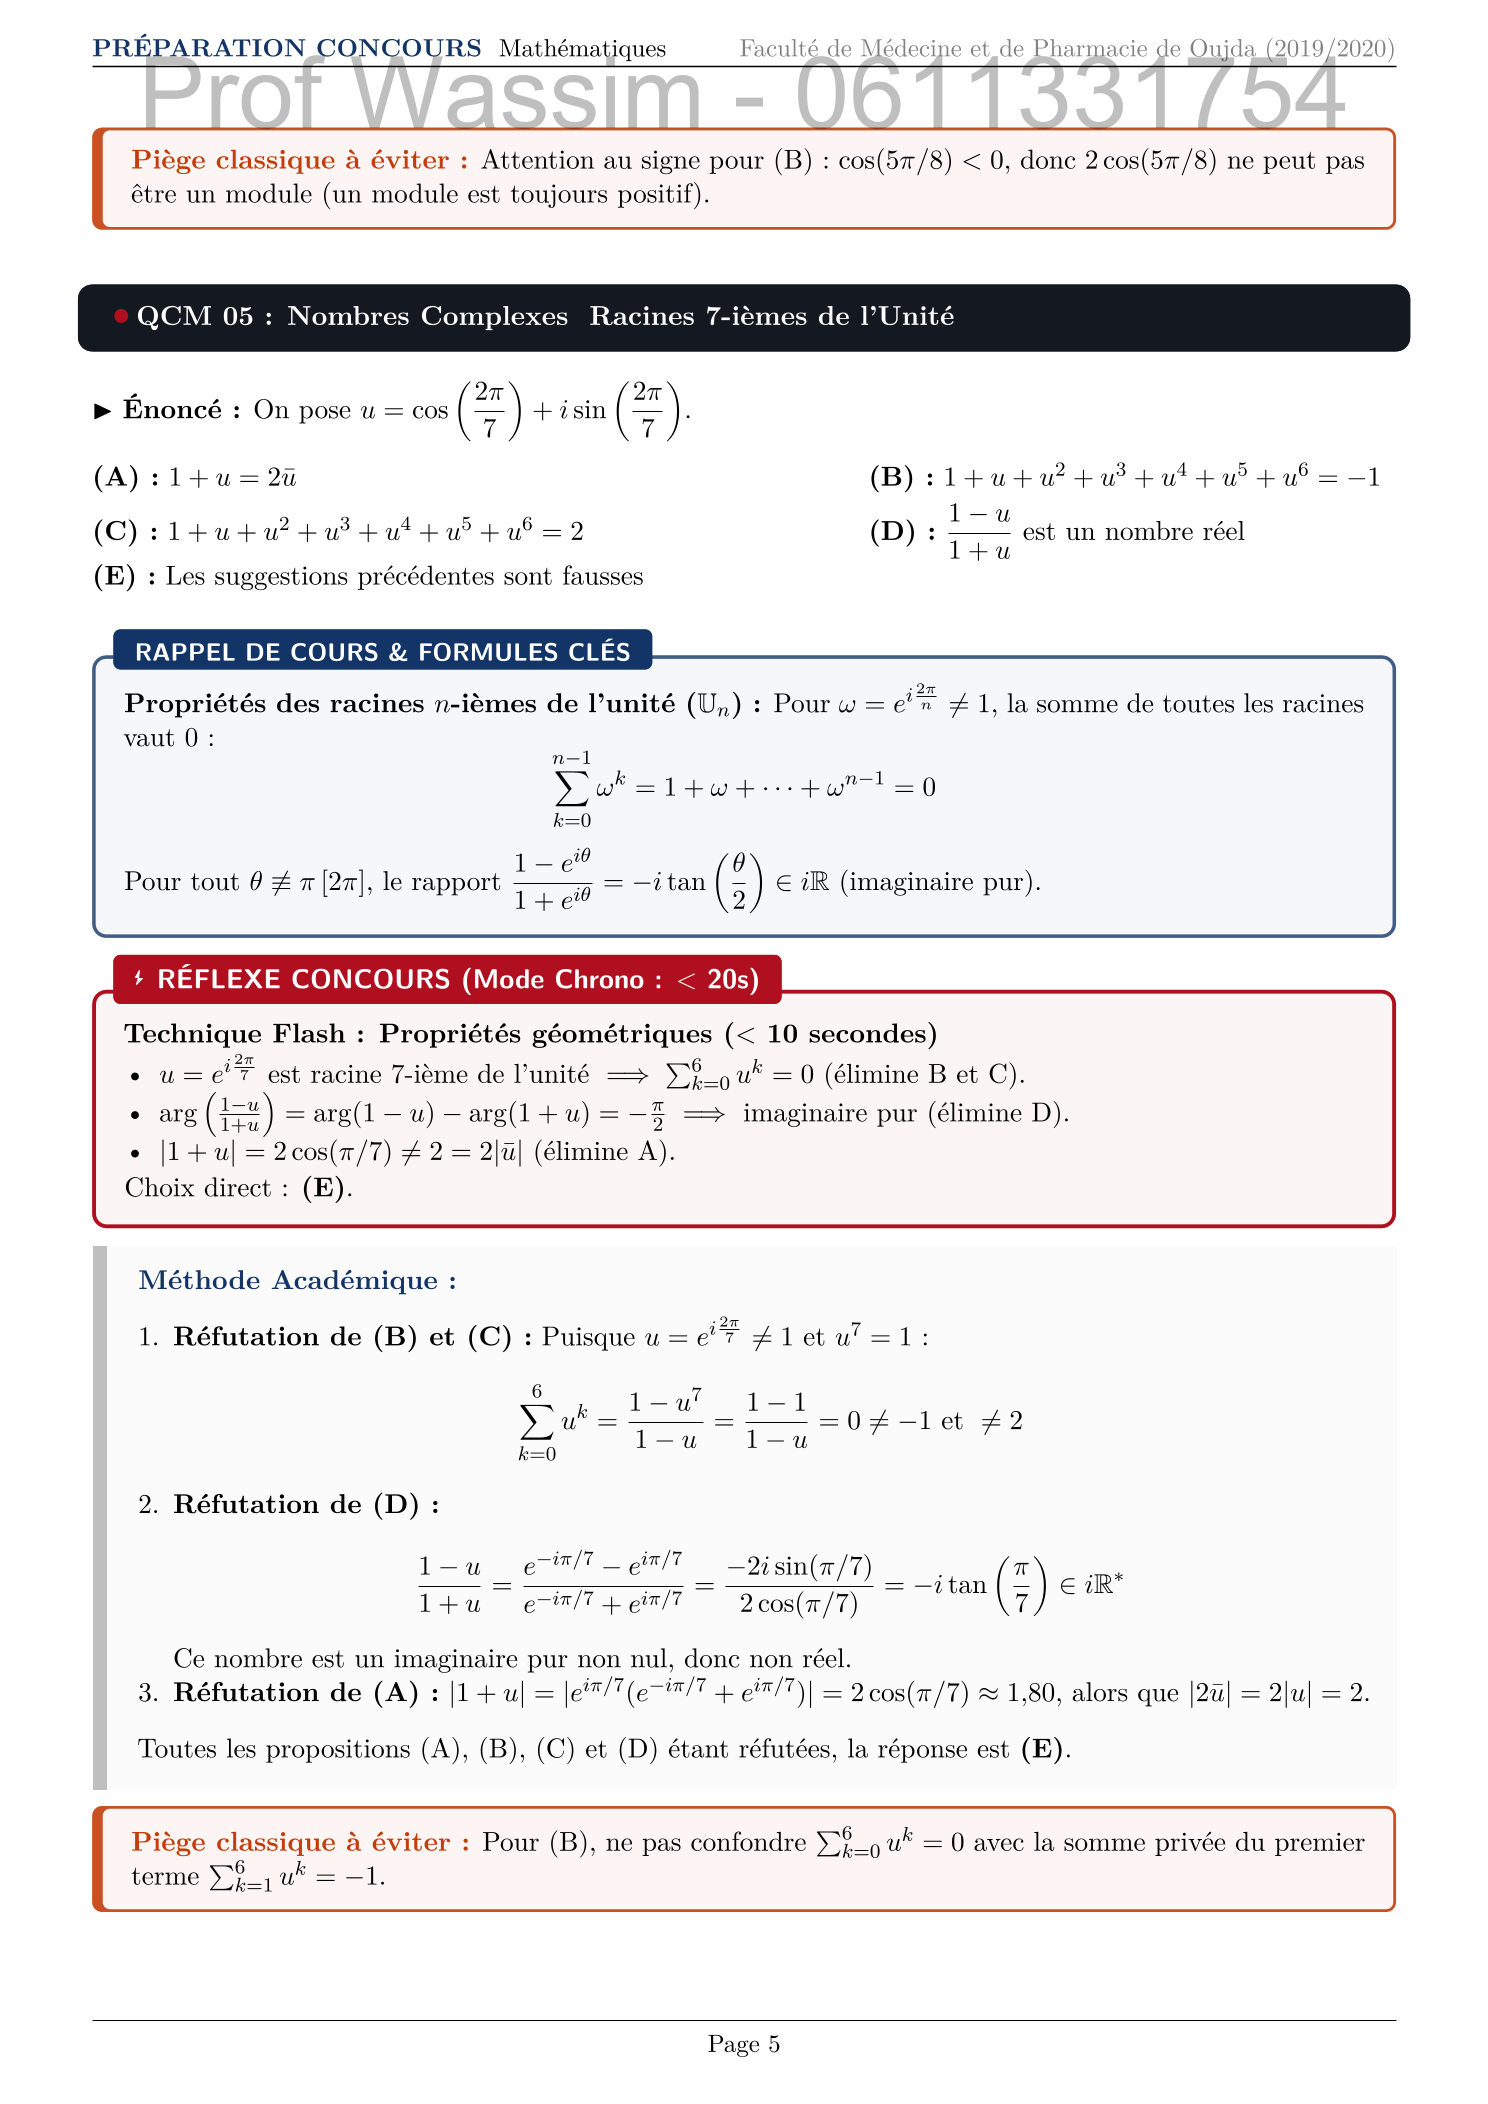 PRÉPARATION CONCOURS Mathématiques Faculté de Médecine et de Pharmacie de Oujda (2019/2020)
Prof Wassim - 0611331754
Piège classique à éviter : Attention au signe pour (B) : cos(5π/8) < 0, donc 2 cos(5π/8) ne peut pas
être un module (un module est toujours positif).
• QCM 05 : Nombres Complexes Racines 7-ièmes de l'Unité
▶ Énoncé : On pose u = cos(2π/7) + i sin(2π/7).
(A) : 1 + u = 2ū
(B) : 1 + u + u² + u³ + u⁴ + u⁵ + u⁶ = −1
(C) : 1 + u + u² + u³ + u⁴ + u⁵ + u⁶ = 2
(D) : (1 − u)/(1 + u) est un nombre réel
(E) : Les suggestions précédentes sont fausses
RAPPEL DE COURS & FORMULES CLÉS
Propriétés des racines n-ièmes de l'unité (𝕌ₙ) : Pour ω = e^{i2π/n} ≠ 1, la somme de toutes les racines
vaut 0 :
∑_{k=0}^{n−1} ω^k = 1 + ω + ··· + ω^{n−1} = 0
Pour tout θ ≢ π [2π], le rapport (1 − e^{iθ})/(1 + e^{iθ}) = −i tan(θ/2) ∈ iℝ (imaginaire pur).
⚡ RÉFLEXE CONCOURS (Mode Chrono : < 20s)
Technique Flash : Propriétés géométriques (< 10 secondes)
• u = e^{i2π/7} est racine 7-ième de l'unité ⟹ ∑_{k=0}^{6} u^k = 0 (élimine B et C).
• arg((1−u)/(1+u)) = arg(1 − u) − arg(1 + u) = −π/2 ⟹ imaginaire pur (élimine D).
• |1 + u| = 2 cos(π/7) ≠ 2 = 2|ū| (élimine A).
Choix direct : (E).
Méthode Académique :
1. Réfutation de (B) et (C) : Puisque u = e^{i2π/7} ≠ 1 et u⁷ = 1 :
∑_{k=0}^{6} u^k = (1 − u⁷)/(1 − u) = (1 − 1)/(1 − u) = 0 ≠ −1 et ≠ 2
2. Réfutation de (D) :
(1 − u)/(1 + u) = (e^{−iπ/7} − e^{iπ/7})/(e^{−iπ/7} + e^{iπ/7}) = (−2i sin(π/7))/(2 cos(π/7)) = −i tan(π/7) ∈ iℝ*
Ce nombre est un imaginaire pur non nul, donc non réel.
3. Réfutation de (A) : |1 + u| = |e^{iπ/7}(e^{−iπ/7} + e^{iπ/7})| = 2 cos(π/7) ≈ 1,80, alors que |2ū| = 2|u| = 2.
Toutes les propositions (A), (B), (C) et (D) étant réfutées, la réponse est (E).
Piège classique à éviter : Pour (B), ne pas confondre ∑_{k=0}^{6} u^k = 0 avec la somme privée du premier
terme ∑_{k=1}^{6} u^k = −1.
Page 5